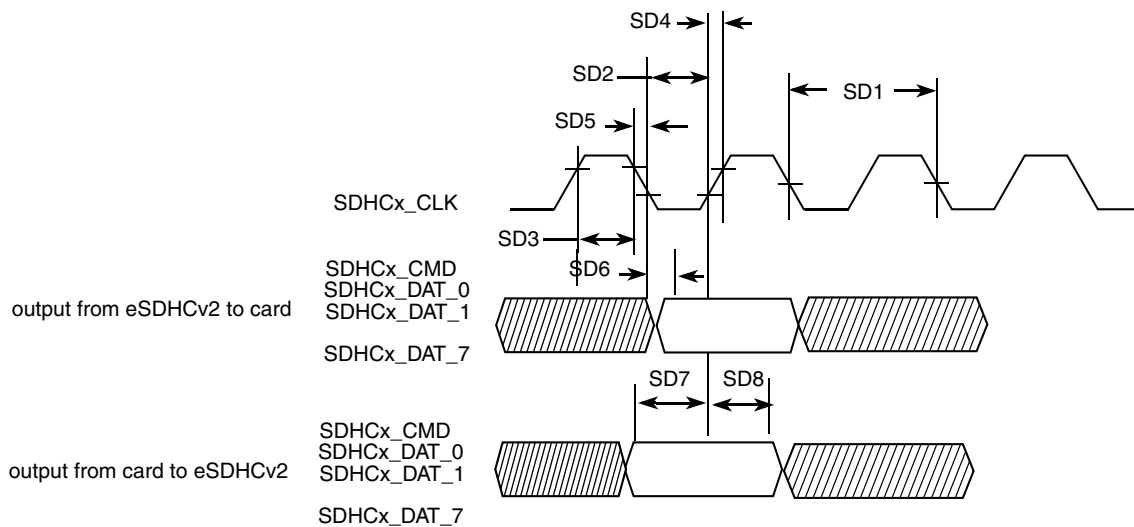 SD4
SD2
SD1
SD5
SDHCx_CLK
SD3
SDHCx_CMD
SD6
SDHCx_DAT_0
output from eSDHCv2 to card
SDHCx_DAT_1
SDHCx_DAT_7
SD7
SD8
SDHCx_CMD
SDHCx_DAT_0
output from card to eSDHCv2
SDHCx_DAT_1
SDHCx_DAT_7